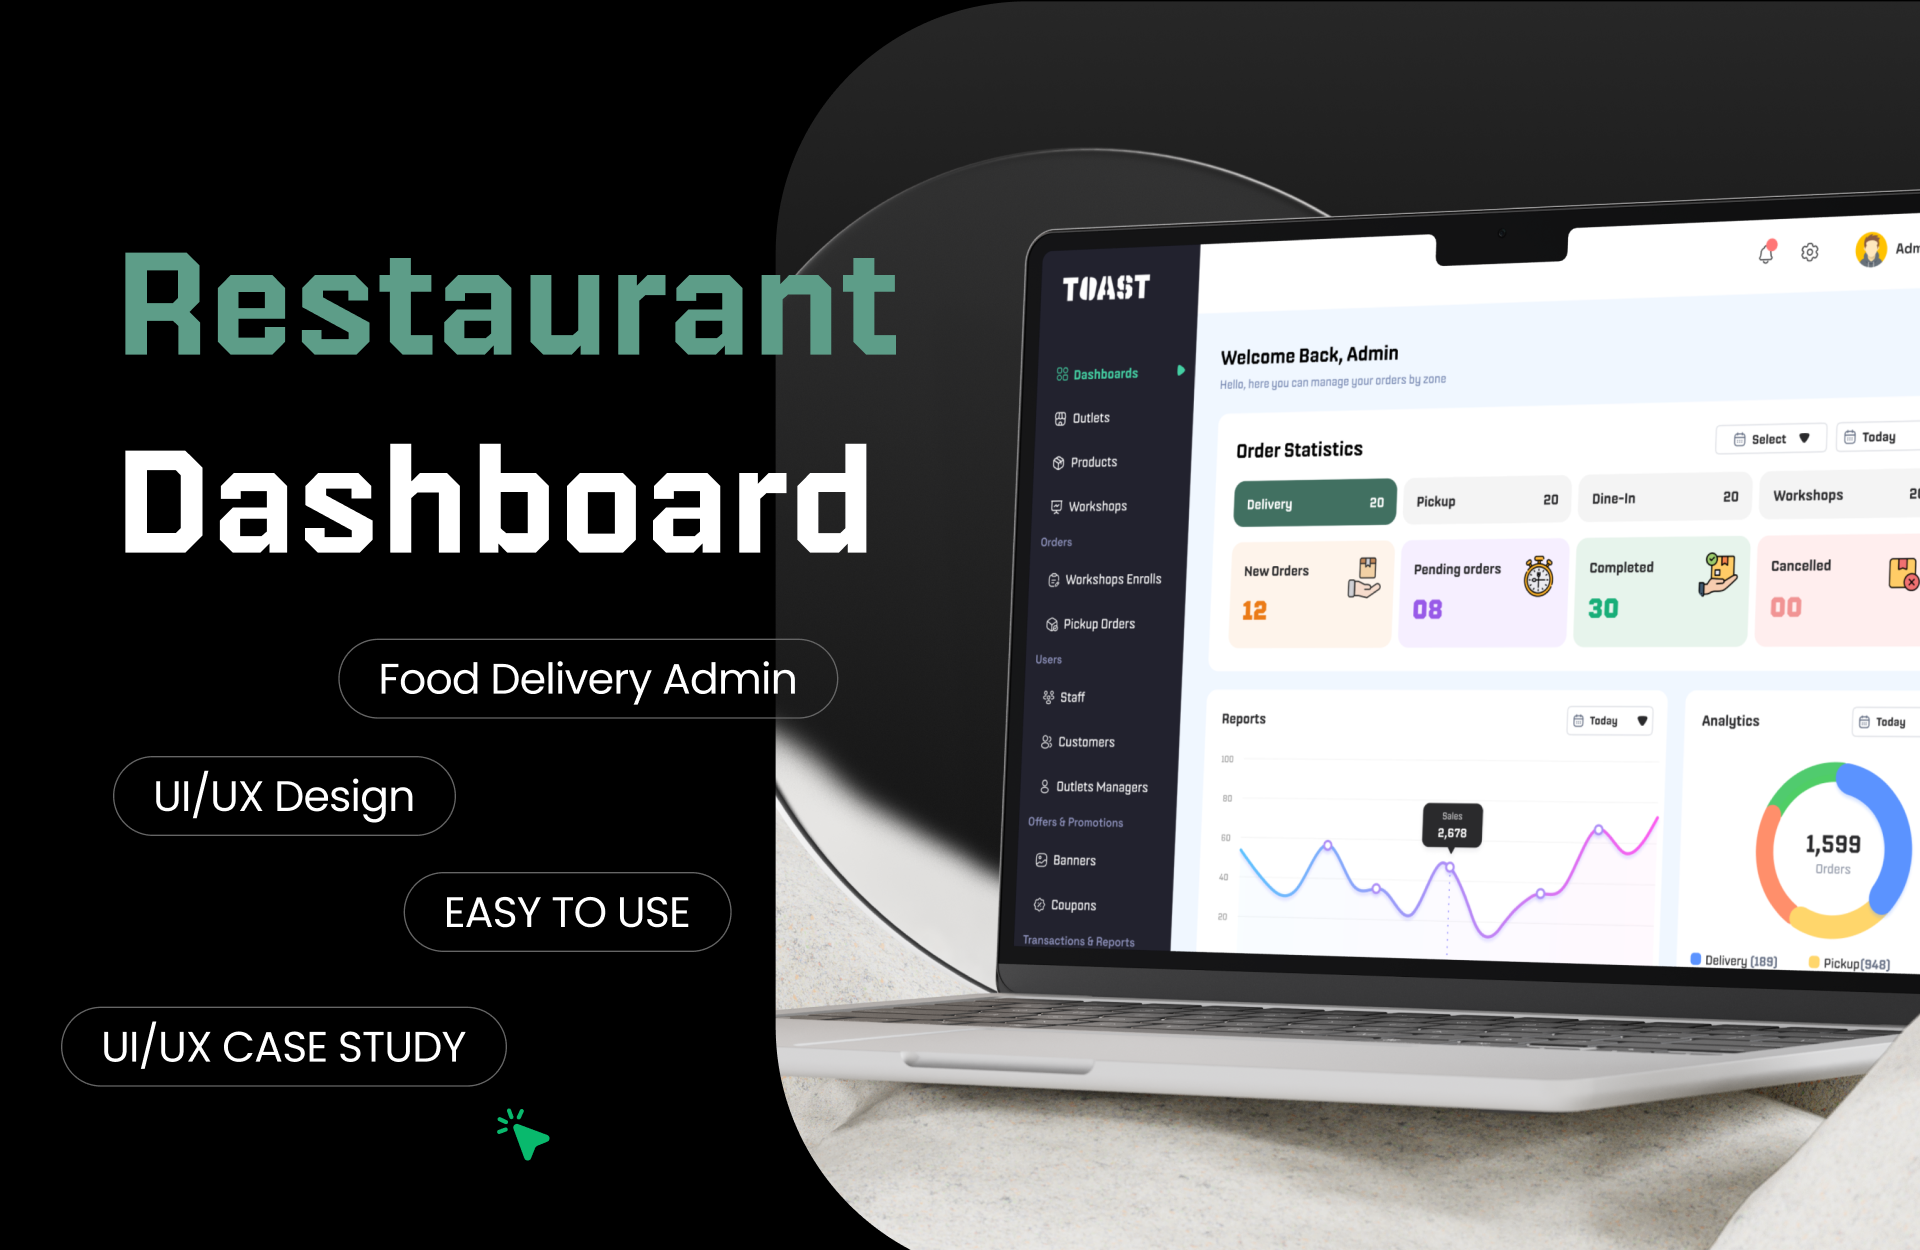 Restaurant
Dashboard
Food Delivery Admin
UI/UX Design
EASY TO USE
UI/UX CASE STUDY
TOAST
Dashboards
Outlets
Products
Workshops
Orders
Workshops Enrolls
Pickup Orders
Users
Staff
Customers
Outlets Managers
Offers & Promotions
Banners
Coupons
Transactions & Reports
Welcome Back, Admin
Hello, here you can manage your orders by zone
Order Statistics
Select
Today
Delivery 20
Pickup 20
Dine-In 20
Workshops
New Orders
12
Pending orders
08
Completed
30
Cancelled
00
Reports
Today
100
80
60
40
20
Sales
2,678
Analytics
Today
1,599
Orders
Delivery (189)
Pickup(948)